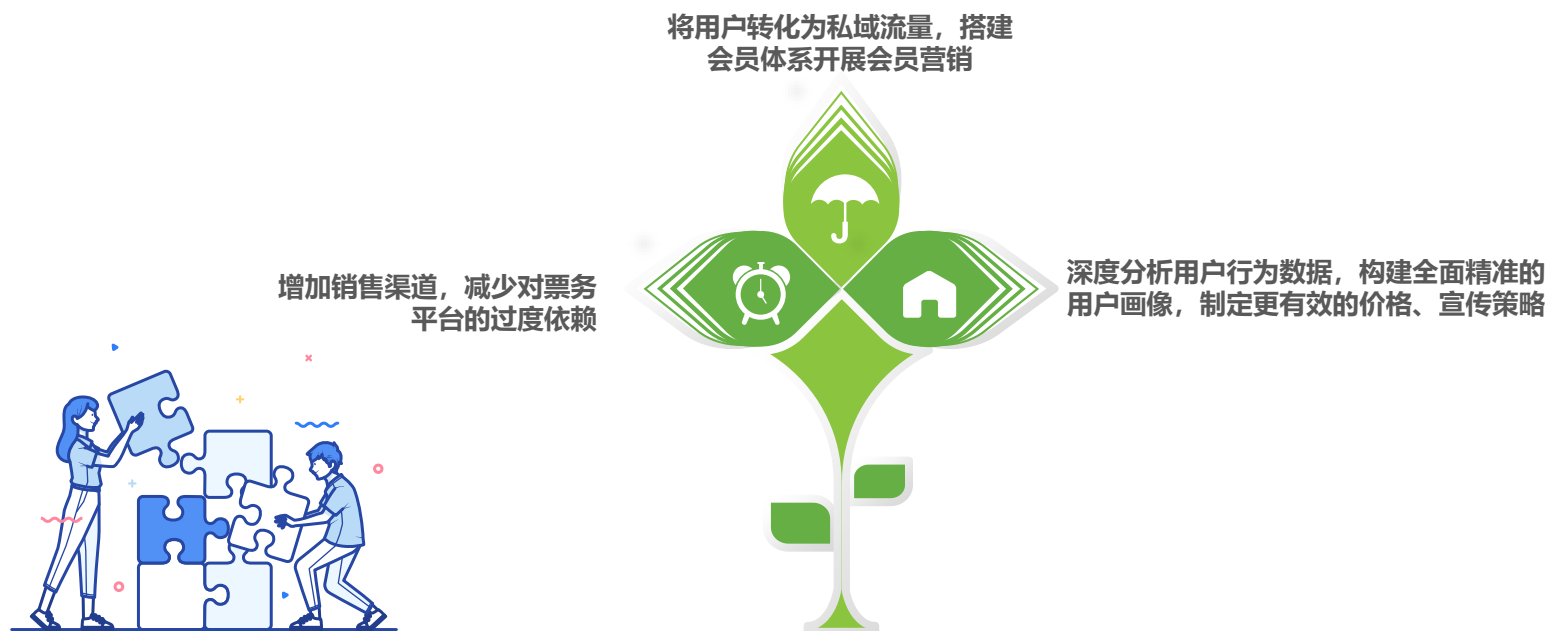 将用户转化为私域流量，搭建
会员体系开展会员营销
增加销售渠道，减少对票务
平台的过度依赖
深度分析用户行为数据，构建全面精准的
用户画像，制定更有效的价格、宣传策略